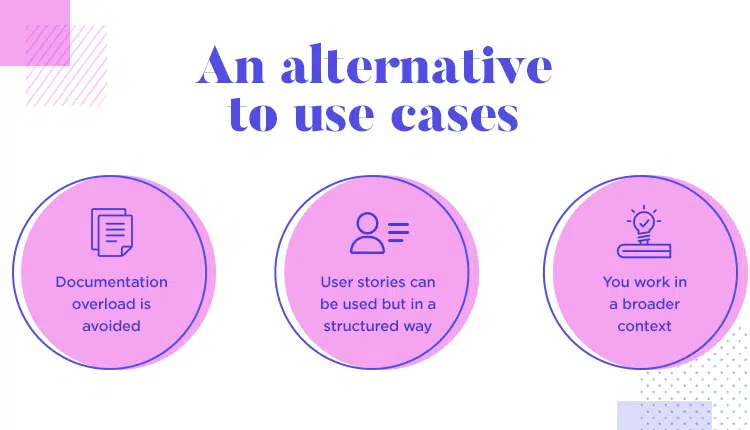 An alternative
to use cases
Documentation
overload is
avoided
User stories can
be used but in a
structured way
You work in
a broader
context